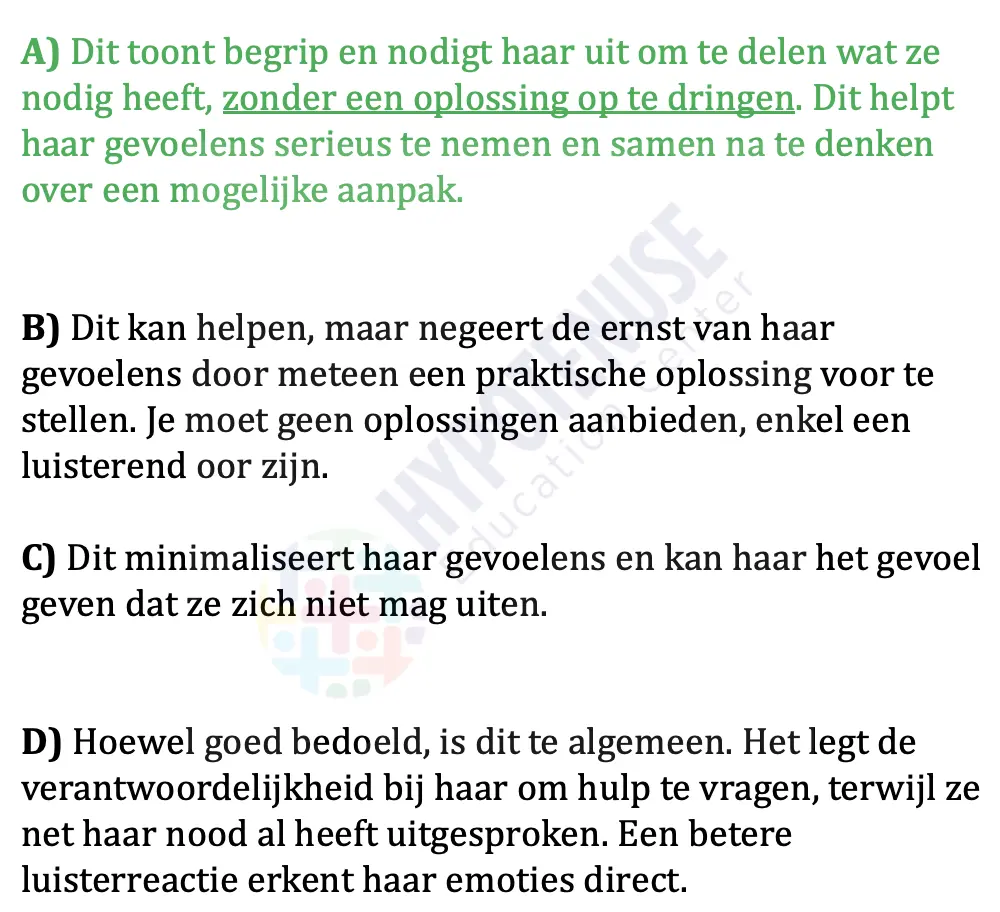 A) Dit toont begrip en nodigt haar uit om te delen wat ze
nodig heeft, zonder een oplossing op te dringen. Dit helpt
haar gevoelens serieus te nemen en samen na te denken
over een mogelijke aanpak.
B) Dit kan helpen, maar negeert de ernst van haar
gevoelens door meteen een praktische oplossing voor te
stellen. Je moet geen oplossingen aanbieden, enkel een
luisterend oor zijn.
C) Dit minimaliseert haar gevoelens en kan haar het gevoel
geven dat ze zich niet mag uiten.
D) Hoewel goed bedoeld, is dit te algemeen. Het legt de
verantwoordelijkheid bij haar om hulp te vragen, terwijl ze
net haar nood al heeft uitgesproken. Een betere
luisterreactie erkent haar emoties direct.
HYPOTENUSE
Education Center